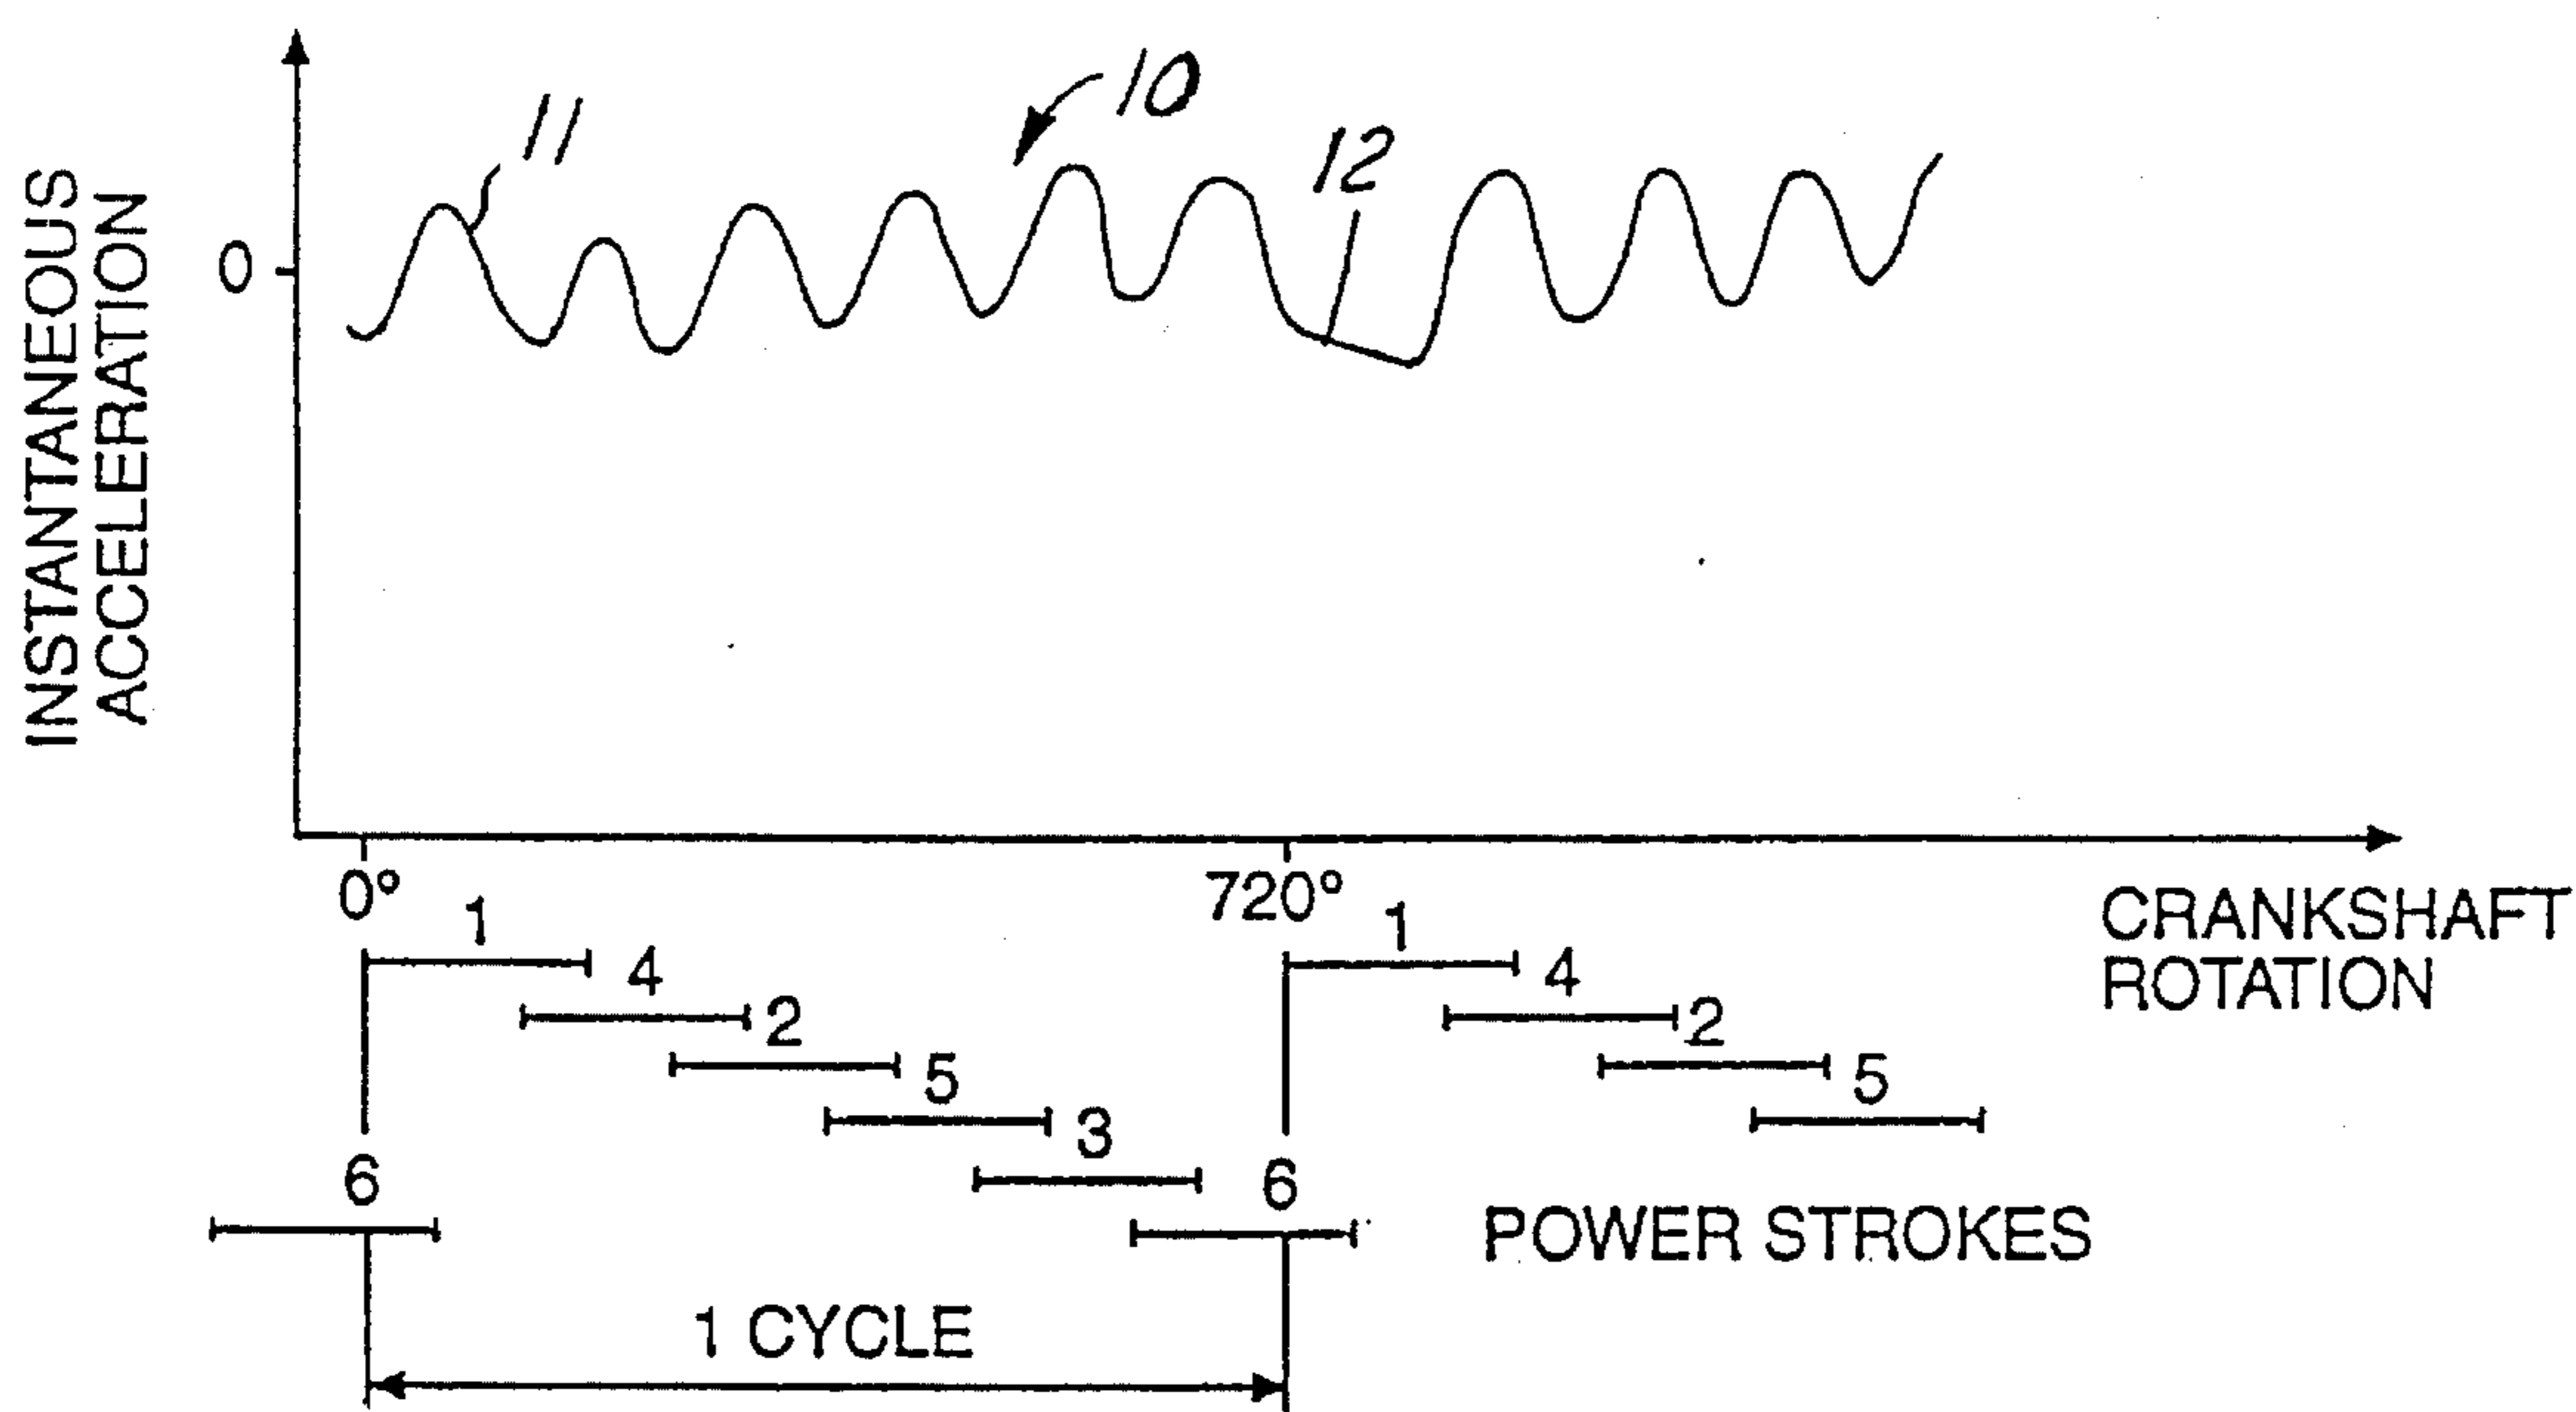 10
11
12
0
INSTANTANEOUS
ACCELERATION
0°
720°
CRANKSHAFT
ROTATION
1
1
4
4
2
2
5
5
3
6
6
POWER STROKES
1 CYCLE